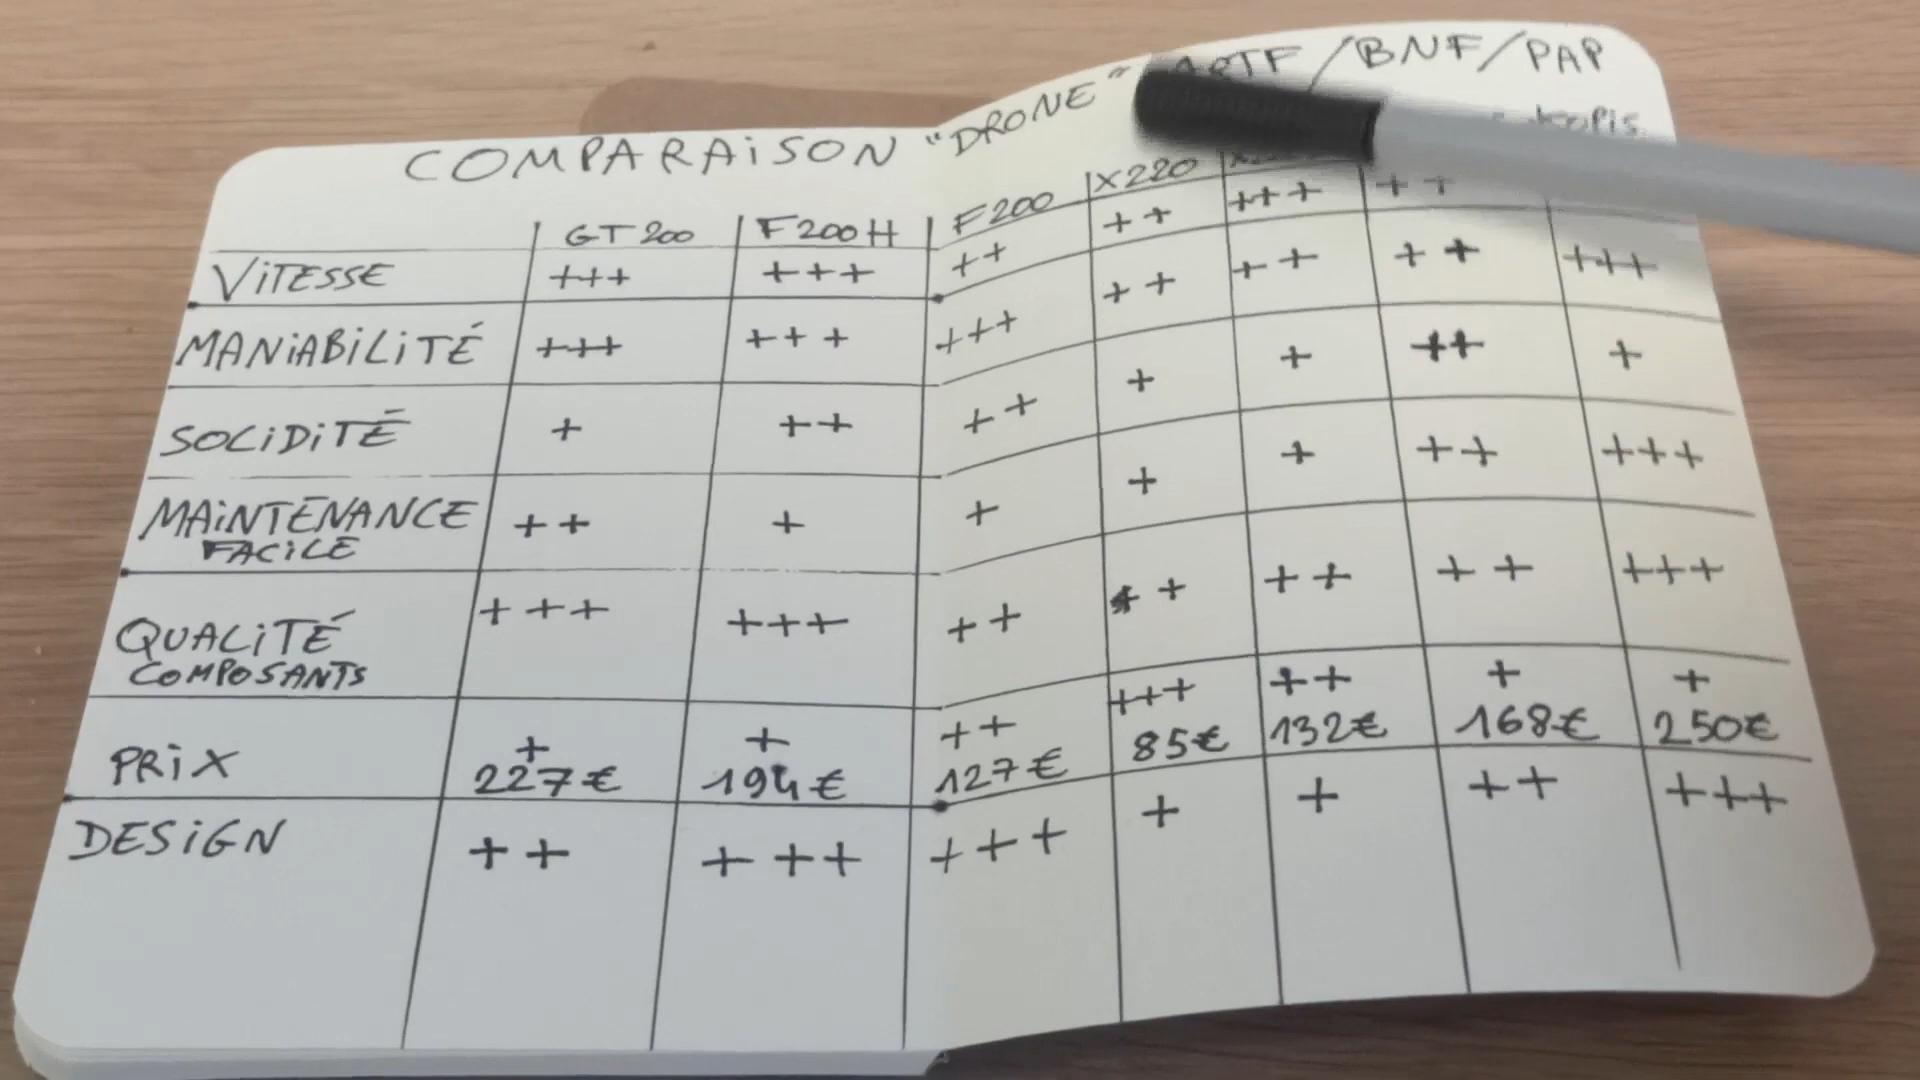 COMPARAISON "DRONE" ARTF/BNF/PAP
GT200 F200H F200 X220
VITESSE +++ +++ ++ ++ +++ ++
MANIABILITÉ +++ +++ +++ ++ ++ ++ +++
SOLIDITÉ + ++ ++ + + ++ +
MAINTENANCE FACILE ++ + + + + ++ +++
QUALITÉ COMPOSANTS +++ +++ ++ ++ ++ ++ +++
PRIX + + ++ +++ ++ + +
227€ 194€ 127€ 85€ 132€ 168€ 250€
DESIGN ++ +++ +++ + + ++ +++